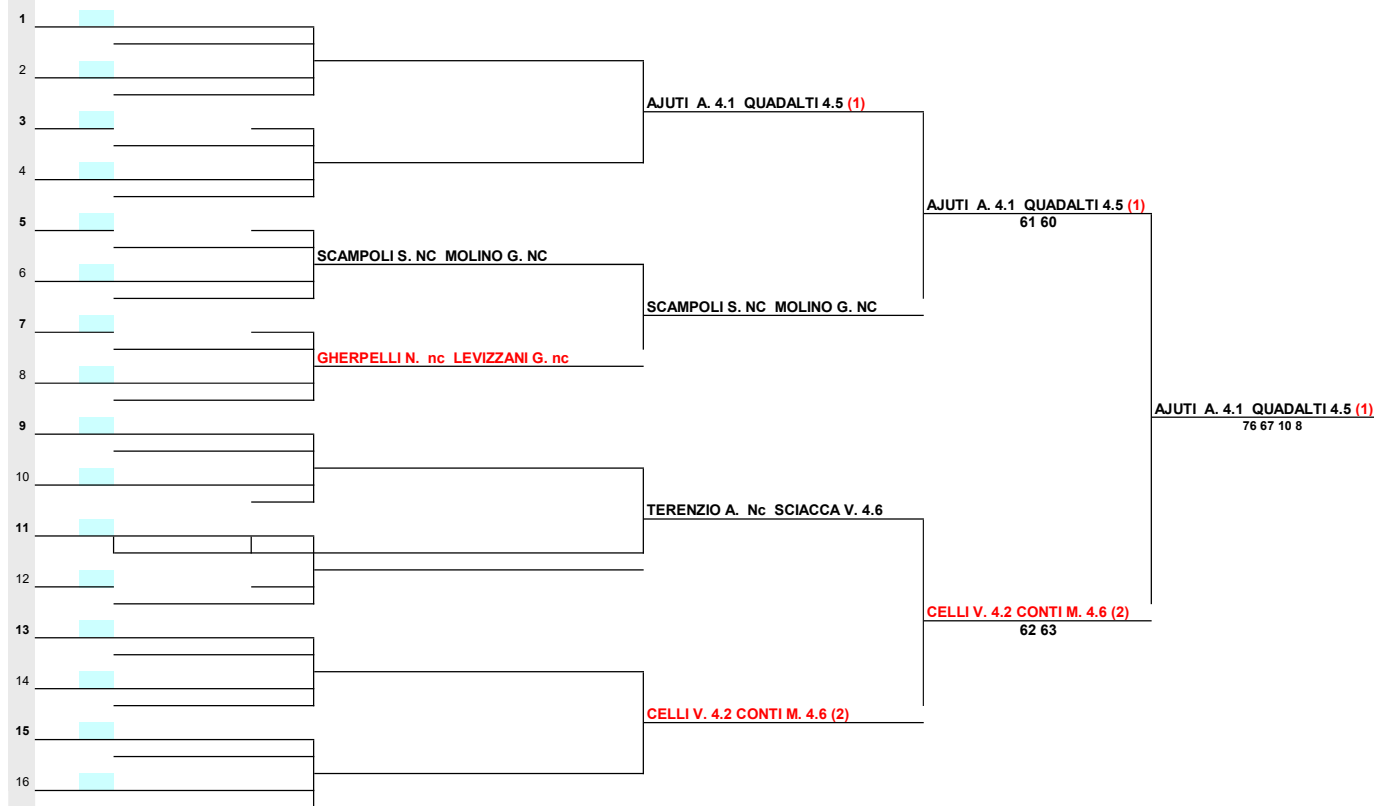 1
2
AJUTI A. 4.1 QUADALTI 4.5 (1)
3
4
AJUTI A. 4.1 QUADALTI 4.5 (1)
5
61 60
SCAMPOLI S. NC MOLINO G. NC
6
SCAMPOLI S. NC MOLINO G. NC
7
GHERPELLI N. nc LEVIZZANI G. nc
8
AJUTI A. 4.1 QUADALTI 4.5 (1)
9
76 67 10 8
10
TERENZIO A. Nc SCIACCA V. 4.6
11
12
CELLI V. 4.2 CONTI M. 4.6 (2)
13
62 63
14
CELLI V. 4.2 CONTI M. 4.6 (2)
15
16